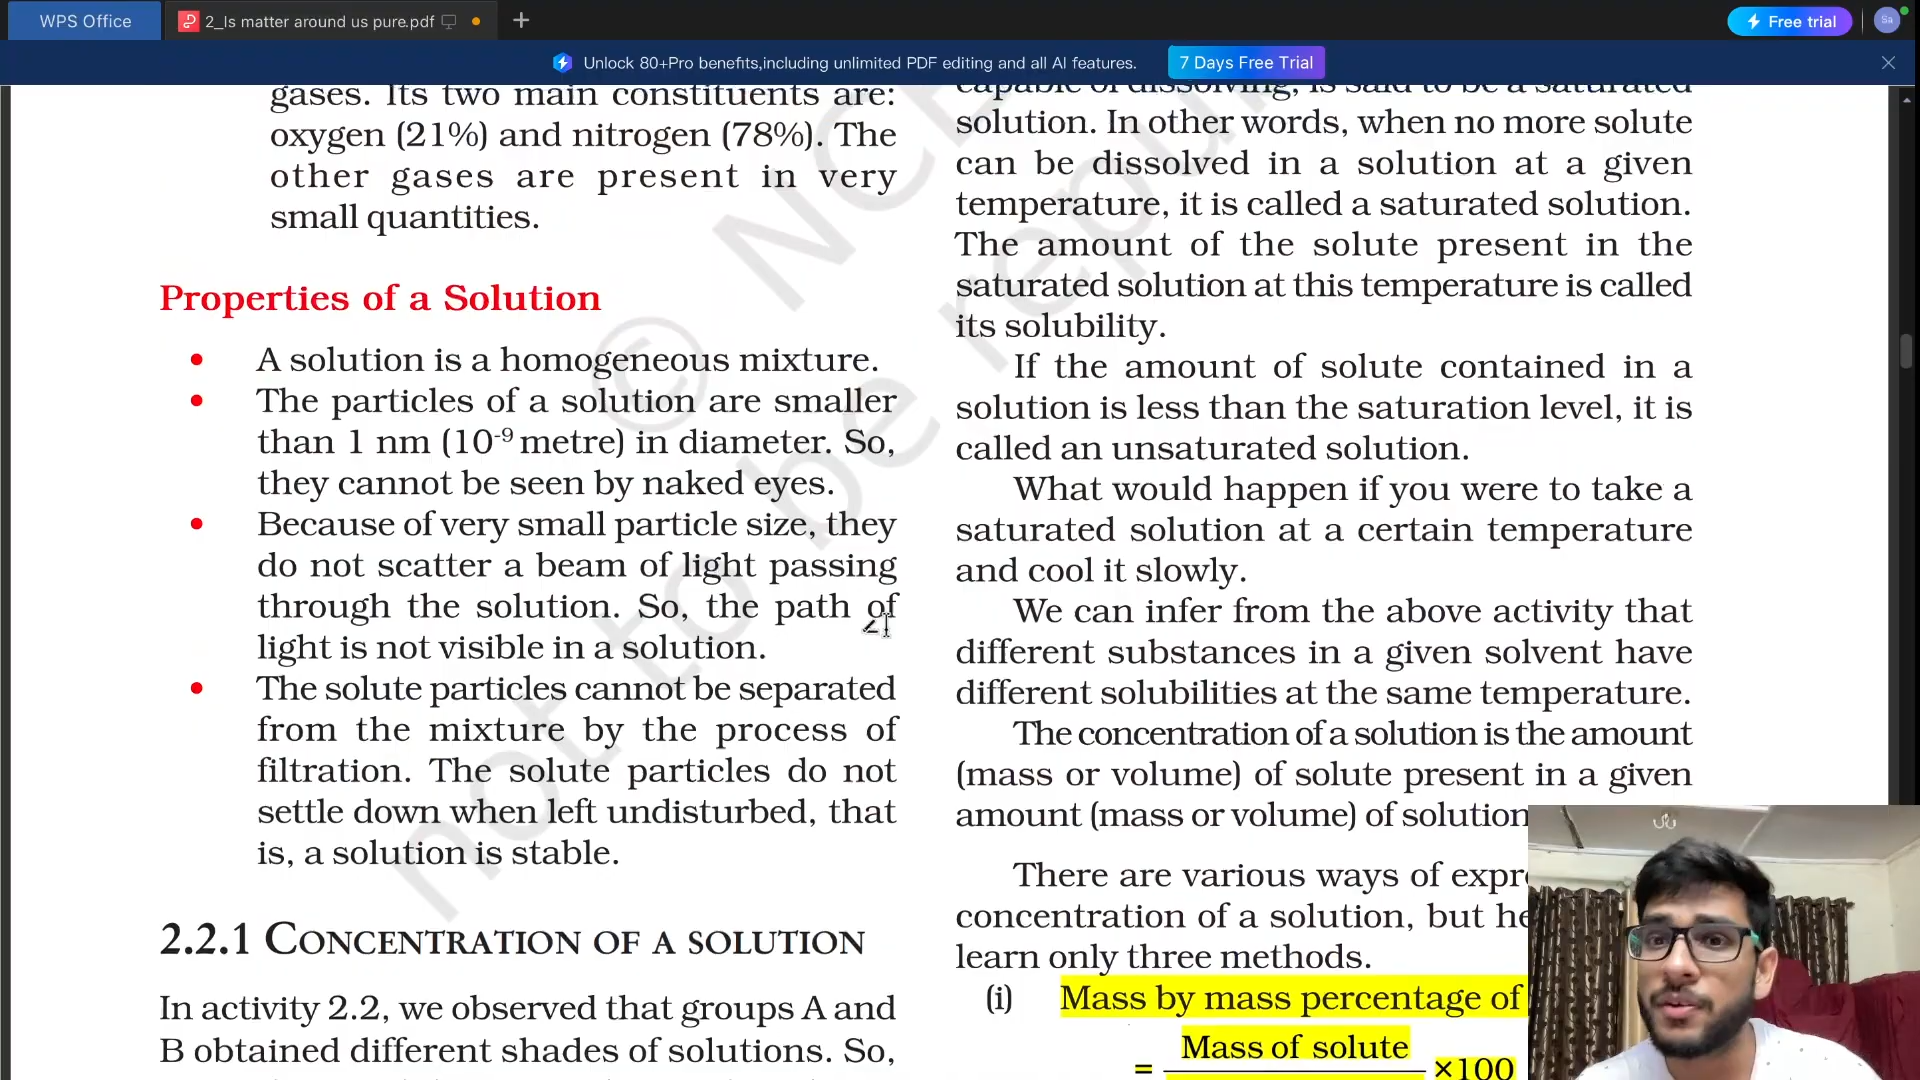 WPS Office
2_Is matter around us pure.pdf
Free trial
Sa
Unlock 80+Pro benefits,including unlimited PDF editing and all AI features.
7 Days Free Trial
gases. Its two main constituents are:
oxygen (21%) and nitrogen (78%). The
other gases are present in very
small quantities.
Properties of a Solution
• A solution is a homogeneous mixture.
• The particles of a solution are smaller
than 1 nm (10⁻⁹ metre) in diameter. So,
they cannot be seen by naked eyes.
• Because of very small particle size, they
do not scatter a beam of light passing
through the solution. So, the path of
light is not visible in a solution.
• The solute particles cannot be separated
from the mixture by the process of
filtration. The solute particles do not
settle down when left undisturbed, that
is, a solution is stable.
2.2.1 CONCENTRATION OF A SOLUTION
In activity 2.2, we observed that groups A and
B obtained different shades of solutions. So,
capable of dissolving, is said to be a saturated
solution. In other words, when no more solute
can be dissolved in a solution at a given
temperature, it is called a saturated solution.
The amount of the solute present in the
saturated solution at this temperature is called
its solubility.
If the amount of solute contained in a
solution is less than the saturation level, it is
called an unsaturated solution.
What would happen if you were to take a
saturated solution at a certain temperature
and cool it slowly.
We can infer from the above activity that
different substances in a given solvent have
different solubilities at the same temperature.
The concentration of a solution is the amount
(mass or volume) of solute present in a given
amount (mass or volume) of solution
There are various ways of expr
concentration of a solution, but he
learn only three methods.
(i) Mass by mass percentage of
Mass of solute
= ×100
© NCE
not to be repu